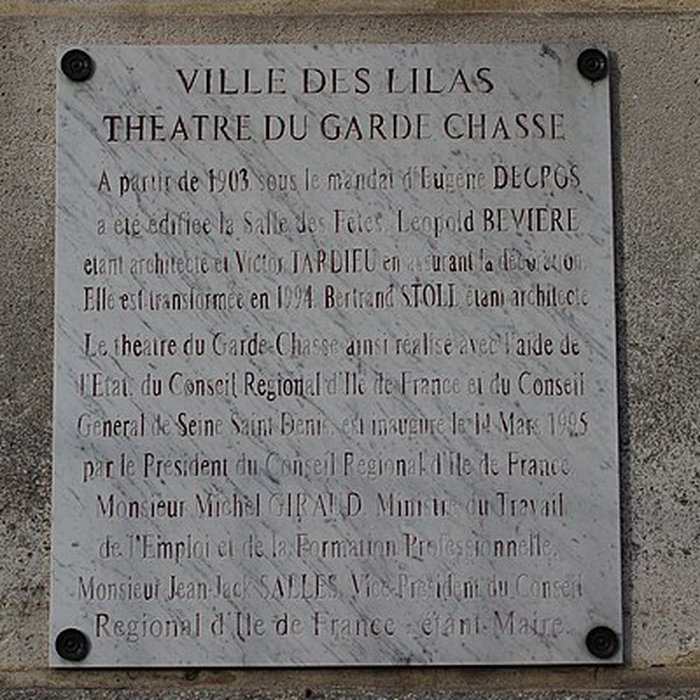 VILLE DES LILAS
THEATRE DU GARDE CHASSE
A partir de 1903 sous le mandat d'Eugène DECROS
a été édifiée la Salle des Fêtes, Léopold BEVIERE
étant architecte et Victor TARDIEU en assurant la décoration.
Elle est transformée en 1994, Bertrand STOLL étant architecte
Le théatre du Garde-Chasse ainsi réalisé avec l'aide de
l'Etat, du Conseil Régional d'Ile de France et du Conseil
Général de Seine Saint Denis, est inauguré le 14 Mars 1995
par le Président du Conseil Régional d'Ile de France
Monsieur Michel GIRAUD, Ministre du Travail
de l'Emploi et de la Formation Professionnelle,
Monsieur Jean-Jack SALLES, Vice-Président du Conseil
Régional d'Ile de France - étant Maire.